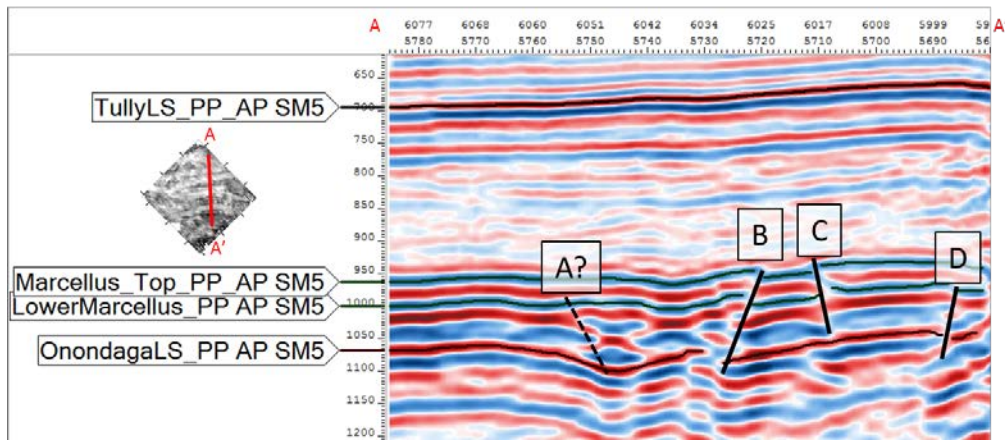 A 6077 6068 6060 6051 6042 6034 6025 6017 6008 5999 59 A
5780 5770 5760 5750 5740 5730 5720 5710 5700 5690 56
650
700
TullyLS_PP_AP SM5
750
800
A
850
900
A'
B
C
A?
D
950
Marcellus_Top_PP_AP SM5
1000
LowerMarcellus_PP AP SM5
1050
OnondagaLS_PP AP SM5
1100
1150
1200